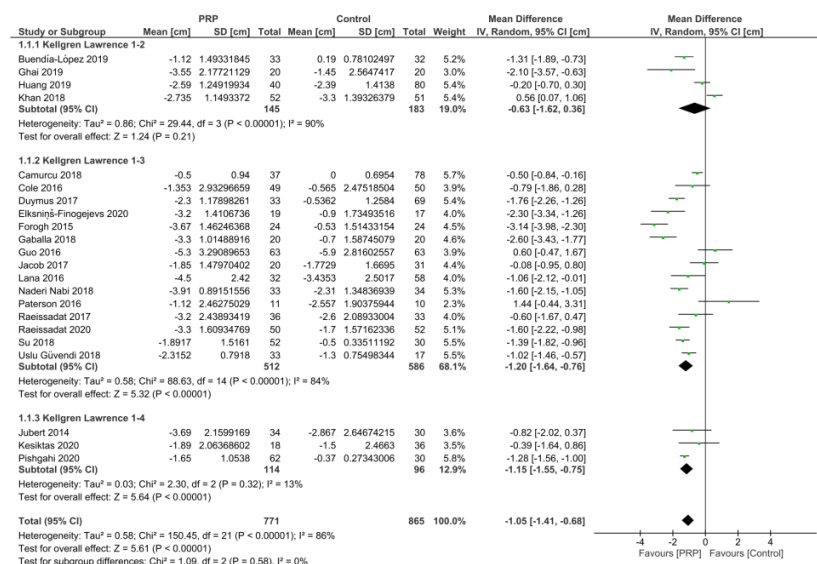 PRP Control Mean Difference Mean Difference
Study or Subgroup Mean [cm] SD [cm] Total Mean [cm] SD [cm] Total Weight IV, Random, 95% CI [cm] IV, Random, 95% CI [cm]
1.1.1 Kellgren Lawrence 1-2
Buendía-López 2019 -1.12 1.49331845 33 0.19 0.78102497 32 5.2% -1.31 [-1.89, -0.73]
Ghai 2019 -3.55 2.17721129 20 -1.45 2.5647417 20 3.1% -2.10 [-3.57, -0.63]
Huang 2019 -2.59 1.24919934 40 -2.39 1.4138 80 5.4% -0.20 [-0.70, 0.30]
Khan 2018 -2.735 1.1493372 52 -3.3 1.39326379 51 5.4% 0.56 [0.07, 1.06]
Subtotal (95% CI) 145 183 19.0% -0.63 [-1.62, 0.36]
Heterogeneity: Tau² = 0.86; Chi² = 29.44, df = 3 (P < 0.00001); I² = 90%
Test for overall effect: Z = 1.24 (P = 0.21)
1.1.2 Kellgren Lawrence 1-3
Camurcu 2018 -0.5 0.94 37 0 0.6954 78 5.7% -0.50 [-0.84, -0.16]
Cole 2016 -1.353 2.93296659 49 -0.565 2.47518504 50 3.9% -0.79 [-1.86, 0.28]
Duymus 2017 -2.3 1.17898261 33 -0.5362 1.2584 69 5.4% -1.76 [-2.26, -1.26]
Elksniņš-Finogejevs 2020 -3.2 1.4106736 19 -0.9 1.73493516 17 4.0% -2.30 [-3.34, -1.26]
Forogh 2015 -3.67 1.46246368 24 -0.53 1.51433154 24 4.5% -3.14 [-3.98, -2.30]
Gaballa 2018 -3.3 1.01488916 20 -0.7 1.58745079 20 4.5% -2.60 [-3.43, -1.77]
Guo 2016 -5.3 3.29089653 63 -5.9 2.81602557 63 3.9% 0.60 [-0.47, 1.67]
Jacob 2017 -1.85 1.47970402 20 -1.7729 1.6695 31 4.4% -0.08 [-0.95, 0.80]
Lana 2016 -4.5 2.42 32 -3.4353 2.5017 58 3.9% -1.06 [-2.12, -0.01]
Naderi Nabi 2018 -3.91 0.89151556 33 -2.31 1.34836939 34 5.3% -1.60 [-2.15, -1.05]
Paterson 2016 -1.12 2.46275029 11 -2.557 1.90375944 10 2.3% 1.44 [-0.44, 3.31]
Raeissadat 2017 -3.2 2.43893419 36 -2.6 2.08933004 33 3.9% -0.60 [-1.67, 0.47]
Raeissadat 2020 -3.3 1.60934769 50 -1.7 1.57162336 52 5.1% -1.60 [-2.22, -0.98]
Su 2018 -1.8917 1.5161 52 -0.5 0.33511192 30 5.5% -1.39 [-1.82, -0.96]
Uslu Güvendi 2018 -2.3152 0.7918 33 -1.3 0.75498344 17 5.5% -1.02 [-1.46, -0.57]
Subtotal (95% CI) 512 586 68.1% -1.20 [-1.64, -0.76]
Heterogeneity: Tau² = 0.58; Chi² = 88.63, df = 14 (P < 0.00001); I² = 84%
Test for overall effect: Z = 5.32 (P < 0.00001)
1.1.3 Kellgren Lawrence 1-4
Jubert 2014 -3.69 2.1599169 34 -2.867 2.64674215 30 3.6% -0.82 [-2.02, 0.37]
Kesiktas 2020 -1.89 2.06368602 18 -1.5 2.4663 36 3.5% -0.39 [-1.64, 0.86]
Pishgahi 2020 -1.65 1.0538 62 -0.37 0.27343006 30 5.8% -1.28 [-1.56, -1.00]
Subtotal (95% CI) 114 96 12.9% -1.15 [-1.55, -0.75]
Heterogeneity: Tau² = 0.03; Chi² = 2.30, df = 2 (P = 0.32); I² = 13%
Test for overall effect: Z = 5.64 (P < 0.00001)
Total (95% CI) 771 865 100.0% -1.05 [-1.41, -0.68]
Heterogeneity: Tau² = 0.58; Chi² = 150.45, df = 21 (P < 0.00001); I² = 86%
Test for overall effect: Z = 5.61 (P < 0.00001)
Test for subgroup differences: Chi² = 1.09, df = 2 (P = 0.58), I² = 0%
-4 -2 0 2 4
Favours [PRP] Favours [Control]